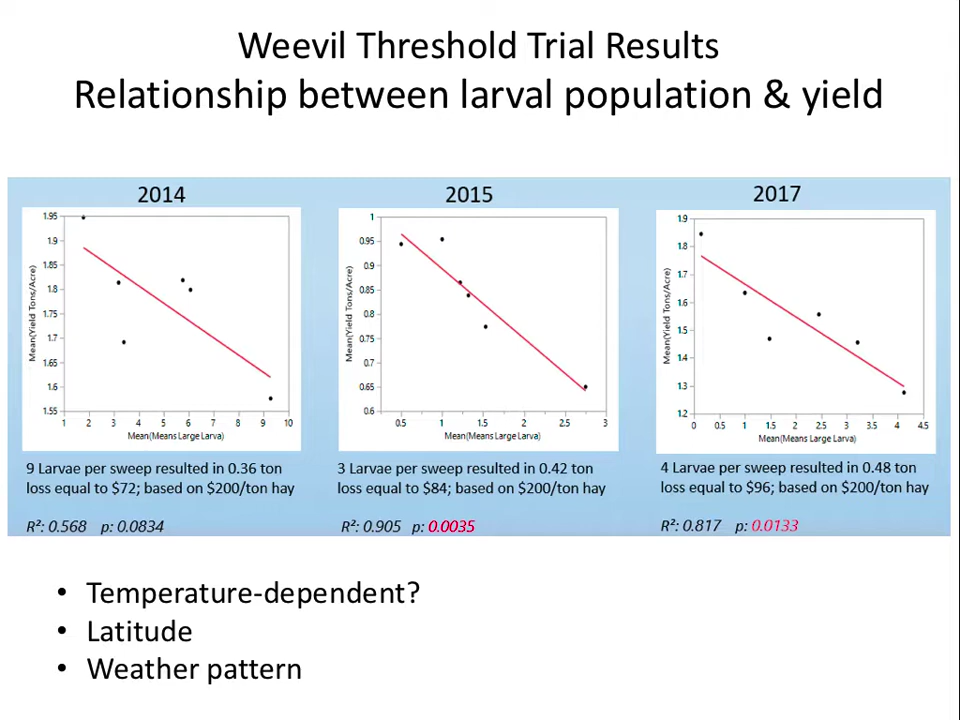 Weevil Threshold Trial Results
Relationship between larval population & yield
2014
1.95
1.9
1.85
1.8
1.75
1.7
1.65
1.6
1.55
Mean(Yield Tons/Acre)
1 2 3 4 5 6 7 8 9 10
Mean(Means Large Larva)
9 Larvae per sweep resulted in 0.36 ton
loss equal to $72; based on $200/ton hay
R²: 0.568 p: 0.0834
2015
1
0.95
0.9
0.85
0.8
0.75
0.7
0.65
0.6
Mean(Yield Tons/Acre)
0.5 1 1.5 2 2.5 3
Mean(Means Large Larva)
3 Larvae per sweep resulted in 0.42 ton
loss equal to $84; based on $200/ton hay
R²: 0.905 p: 0.0035
2017
1.9
1.8
1.7
1.6
1.5
1.4
1.3
1.2
Mean(Yield Tons/Acre)
0 0.5 1 1.5 2 2.5 3 3.5 4 4.5
Mean(Means Large Larva)
4 Larvae per sweep resulted in 0.48 ton
loss equal to $96; based on $200/ton hay
R²: 0.817 p: 0.0133
• Temperature-dependent?
• Latitude
• Weather pattern